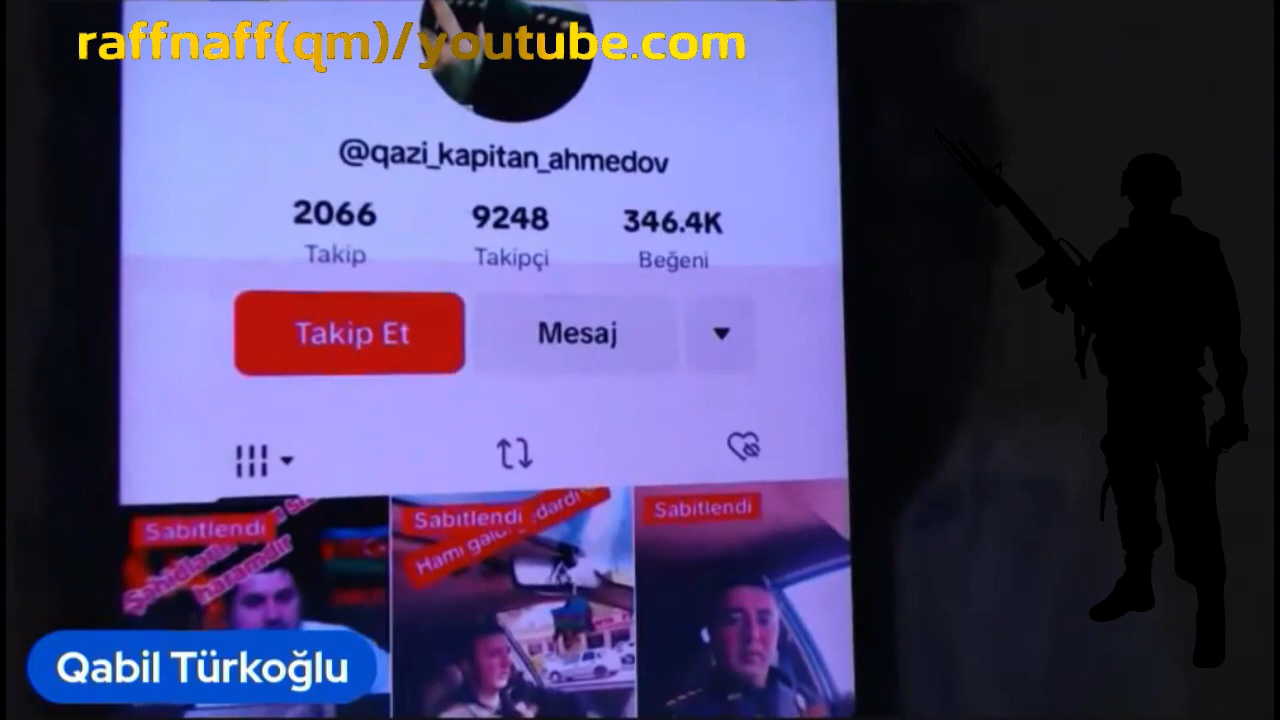 raffnaff(qm)/youtube.com
@qazi_kapitan_ahmedov
2066 9248 346.4K
Takip Takipçi Beğeni
Takip Et Mesaj
Sabitlendi Sabitlendi Sabitlendi
haramdır
Qabil Türkoğlu